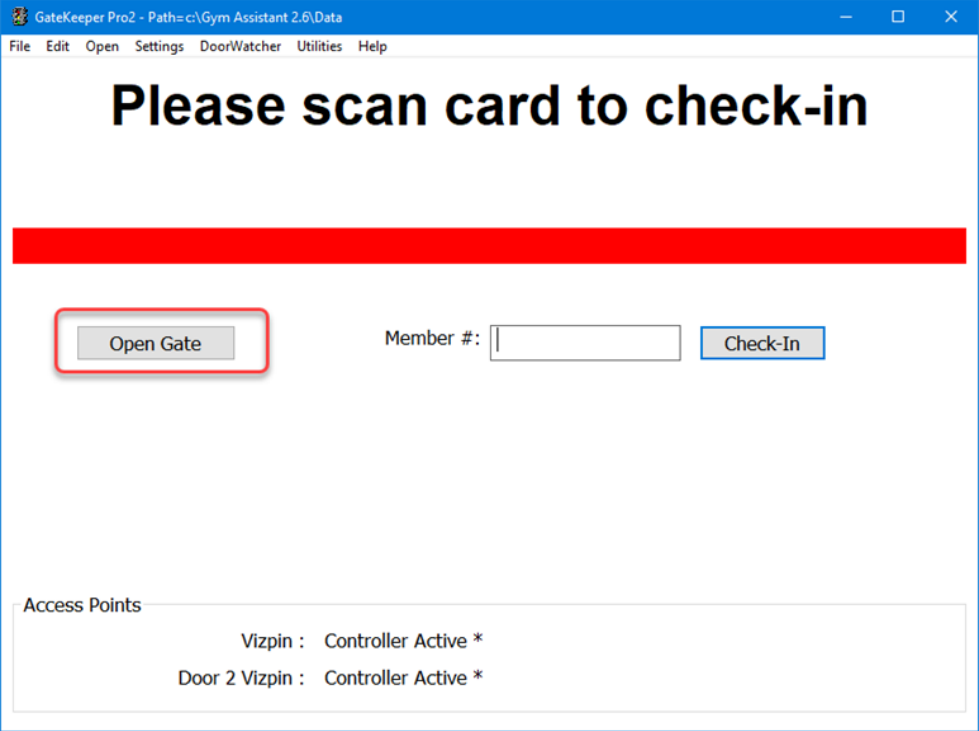 GateKeeper Pro2 - Path=c:\Gym Assistant 2.6\Data
File Edit Open Settings DoorWatcher Utilities Help
Please scan card to check-in
Open Gate Member #: Check-In
Access Points
Vizpin : Controller Active *
Door 2 Vizpin : Controller Active *